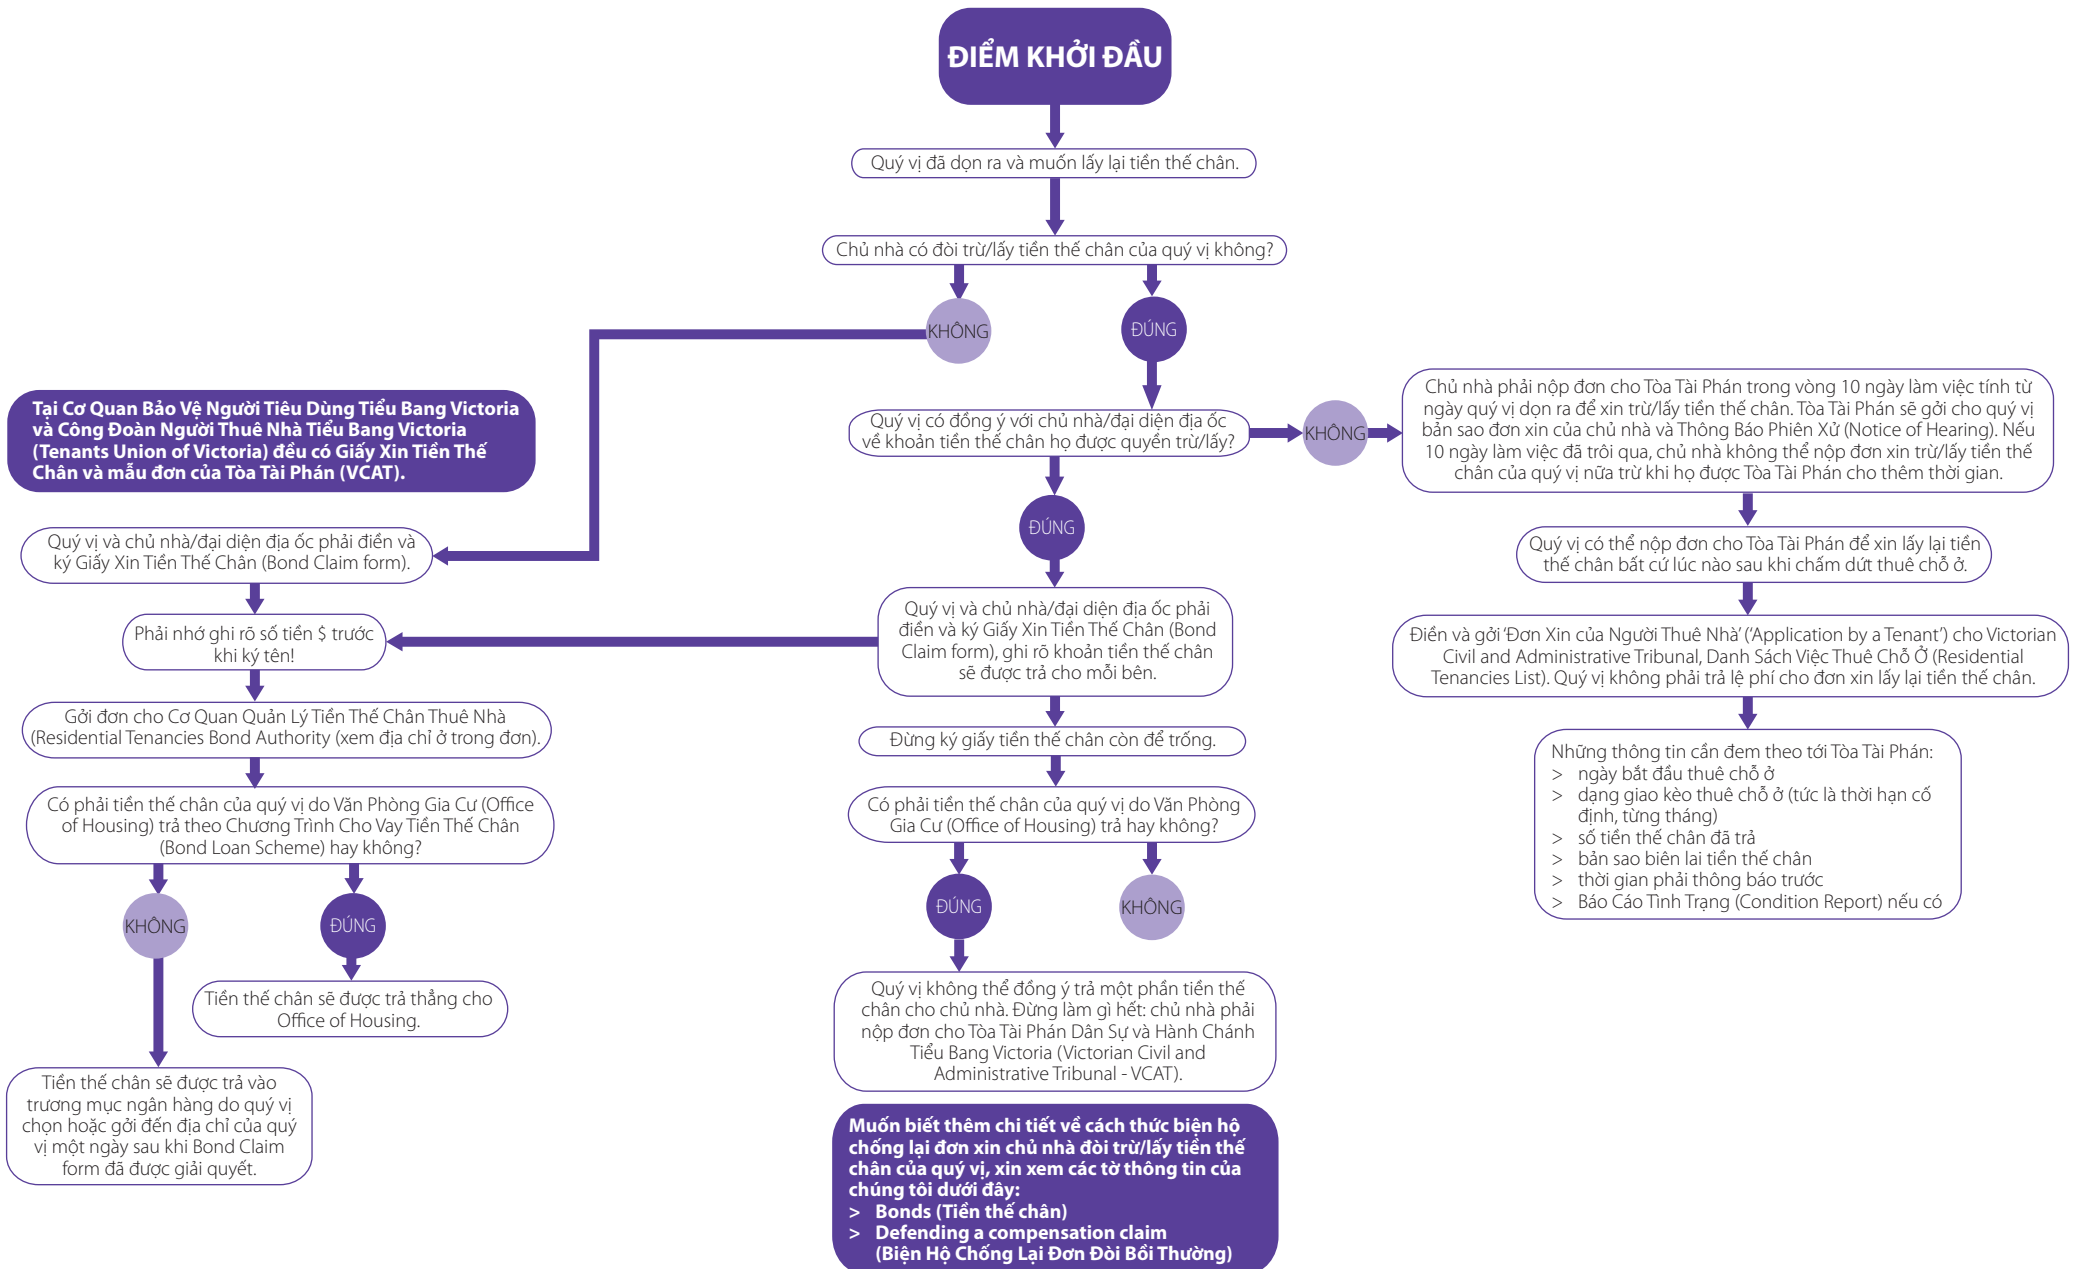 ĐIỂM KHỞI ĐẦU
Quý vị đã dọn ra và muốn lấy lại tiền thế chân.
Chủ nhà có đòi trừ/lấy tiền thế chân của quý vị không?
KHÔNG
ĐÚNG
Tại Cơ Quan Bảo Vệ Người Tiêu Dùng Tiểu Bang Victoria
và Công Đoàn Người Thuê Nhà Tiểu Bang Victoria
(Tenants Union of Victoria) đều có Giấy Xin Tiền Thế
Chân và mẫu đơn của Tòa Tài Phán (VCAT).
Quý vị và chủ nhà/đại diện địa ốc phải điền và
ký Giấy Xin Tiền Thế Chân (Bond Claim form).
Phải nhớ ghi rõ số tiền $ trước
khi ký tên!
Gởi đơn cho Cơ Quan Quản Lý Tiền Thế Chân Thuê Nhà
(Residential Tenancies Bond Authority (xem địa chỉ ở trong đơn).
Có phải tiền thế chân của quý vị do Văn Phòng Gia Cư (Office
of Housing) trả theo Chương Trình Cho Vay Tiền Thế Chân
(Bond Loan Scheme) hay không?
KHÔNG
ĐÚNG
Tiền thế chân sẽ được trả thẳng cho
Office of Housing.
Tiền thế chân sẽ được trả vào
trương mục ngân hàng do quý vị
chọn hoặc gởi đến địa chỉ của quý
vị một ngày sau khi Bond Claim
form đã được giải quyết.
Quý vị có đồng ý với chủ nhà/đại diện địa ốc
về khoản tiền thế chân họ được quyền trừ/lấy?
KHÔNG
ĐÚNG
Quý vị và chủ nhà/đại diện địa ốc phải
điền và ký Giấy Xin Tiền Thế Chân (Bond
Claim form), ghi rõ khoản tiền thế chân
sẽ được trả cho mỗi bên.
Đừng ký giấy tiền thế chân còn để trống.
Có phải tiền thế chân của quý vị do Văn Phòng
Gia Cư (Office of Housing) trả hay không?
ĐÚNG
KHÔNG
Quý vị không thể đồng ý trả một phần tiền thế
chân cho chủ nhà. Đừng làm gì hết: chủ nhà phải
nộp đơn cho Tòa Tài Phán Dân Sự và Hành Chánh
Tiểu Bang Victoria (Victorian Civil and
Administrative Tribunal - VCAT).
Muốn biết thêm chi tiết về cách thức biện hộ
chống lại đơn xin chủ nhà đòi trừ/lấy tiền thế
chân của quý vị, xin xem các tờ thông tin của
chúng tôi dưới đây:
> Bonds (Tiền thế chân)
> Defending a compensation claim
(Biện Hộ Chống Lại Đơn Đòi Bồi Thường)
Chủ nhà phải nộp đơn cho Tòa Tài Phán trong vòng 10 ngày làm việc tính từ
ngày quý vị dọn ra để xin trừ/lấy tiền thế chân. Tòa Tài Phán sẽ gởi cho quý vị
bản sao đơn xin của chủ nhà và Thông Báo Phiên Xử (Notice of Hearing). Nếu
10 ngày làm việc đã trôi qua, chủ nhà không thể nộp đơn xin trừ/lấy tiền thế
chân của quý vị nữa trừ khi họ được Tòa Tài Phán cho thêm thời gian.
Quý vị có thể nộp đơn cho Tòa Tài Phán để xin lấy lại tiền
thế chân bất cứ lúc nào sau khi chấm dứt thuê chỗ ở.
Điền và gởi ‘Đơn Xin của Người Thuê Nhà’ (‘Application by a Tenant’) cho Victorian
Civil and Administrative Tribunal, Danh Sách Việc Thuê Chỗ Ở (Residential
Tenancies List). Quý vị không phải trả lệ phí cho đơn xin lấy lại tiền thế chân.
Những thông tin cần đem theo tới Tòa Tài Phán:
> ngày bắt đầu thuê chỗ ở
> dạng giao kèo thuê chỗ ở (tức là thời hạn cố
định, từng tháng)
> số tiền thế chân đã trả
> bản sao biên lai tiền thế chân
> thời gian phải thông báo trước
> Báo Cáo Tình Trạng (Condition Report) nếu có